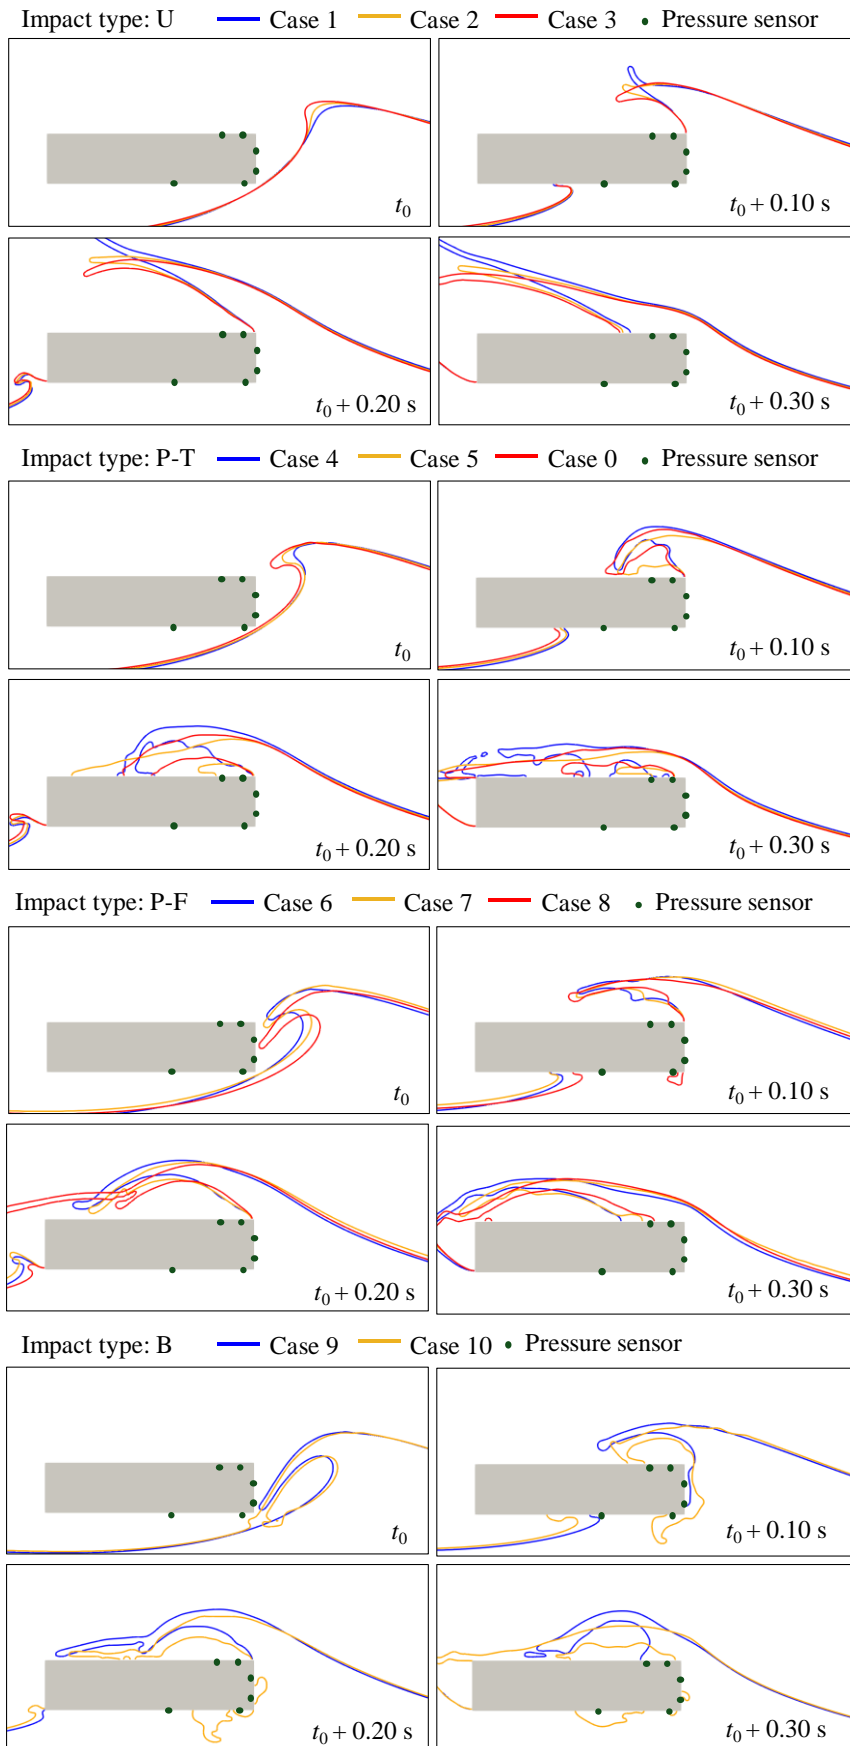 Impact type: U Case 1 Case 2 Case 3 Pressure sensor
t0 t0 + 0.10 s
t0 + 0.20 s t0 + 0.30 s
Impact type: P-T Case 4 Case 5 Case 0 Pressure sensor
t0 t0 + 0.10 s
t0 + 0.20 s t0 + 0.30 s
Impact type: P-F Case 6 Case 7 Case 8 Pressure sensor
t0 t0 + 0.10 s
t0 + 0.20 s t0 + 0.30 s
Impact type: B Case 9 Case 10 Pressure sensor
t0 t0 + 0.10 s
t0 + 0.20 s t0 + 0.30 s